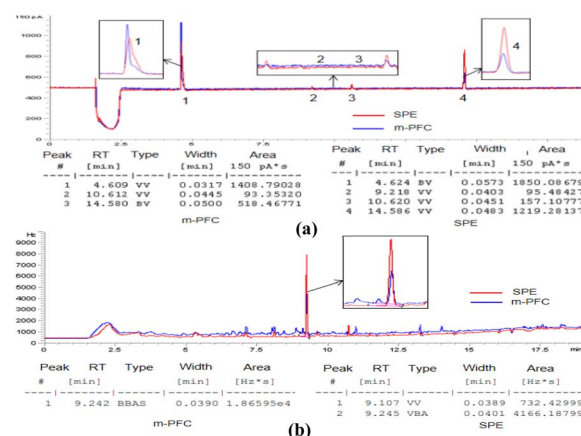 150 pA
1000
800
600
400
200
0
1
2 3
4
1
2 3
4
0 2.5 5 7.5 10 12.5 15
SPE
m-PFC
Peak RT Type Width Area
# [min] [min] 150 pA*s
1 4.609 VV 0.0317 1408.79028
2 10.612 VV 0.0445 93.35320
3 14.580 BV 0.0500 518.46771
m-PFC
Peak RT Type Width Area
# [min] [min] 150 pA*s
1 4.624 BV 0.0573 1850.08679
2 9.218 VV 0.0403 95.48427
3 10.620 VV 0.0451 157.10777
4 14.586 VV 0.0483 1219.28137
SPE
(a)
Hz
9000
8000
7000
6000
5000
4000
3000
2000
1000
0
SPE
m-PFC
0 2.5 5 7.5 10 12.5 15 17.5
Peak RT Type Width Area
# [min] [min] [Hz*s]
1 9.242 BBAS 0.0390 1.86595e4
m-PFC
Peak RT Type Width Area
# [min] [min] [Hz*s]
1 9.107 VV 0.0389 732.42999
2 9.245 VBA 0.0401 4166.18799
SPE
(b)